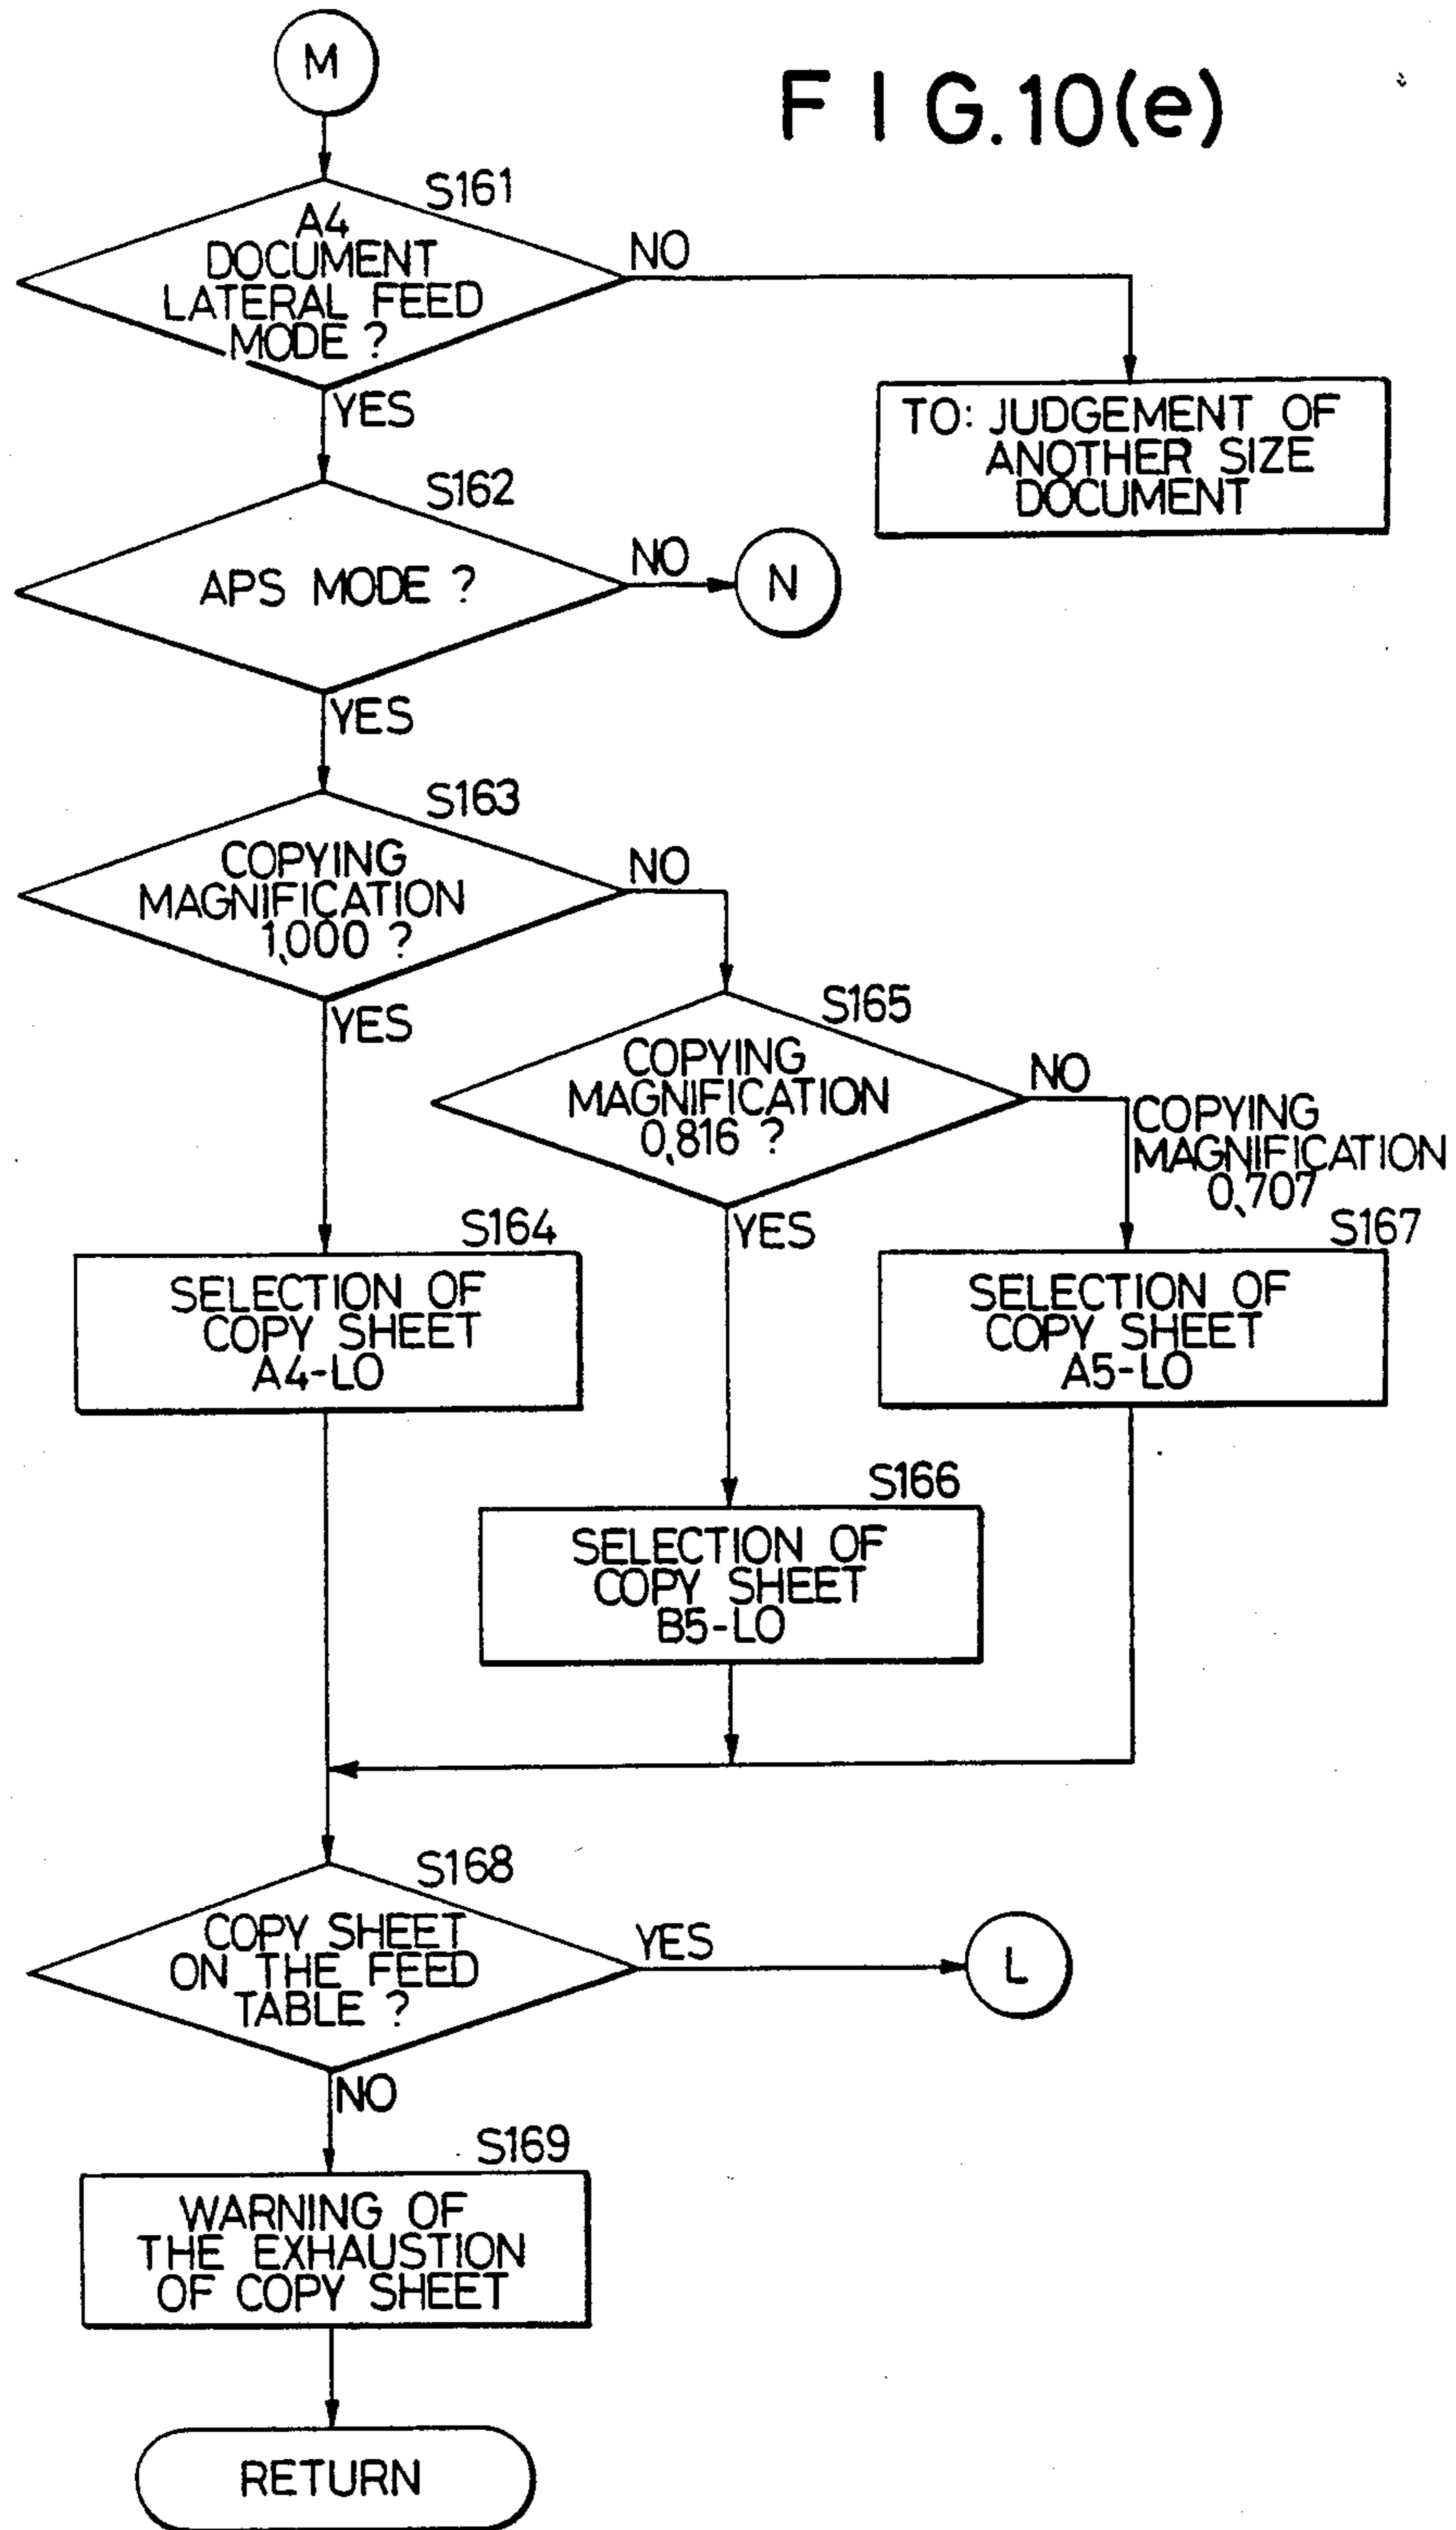 M
F I G.10(e)
S161
A4
DOCUMENT
LATERAL FEED
MODE ?
NO
YES
TO: JUDGEMENT OF
ANOTHER SIZE
DOCUMENT
S162
APS MODE ?
NO
N
YES
S163
COPYING
MAGNIFICATION
1,000 ?
NO
YES
S165
COPYING
MAGNIFICATION
0,816 ?
NO
COPYING
MAGNIFICATION
0,707
YES
S164
SELECTION OF
COPY SHEET
A4-LO
S167
SELECTION OF
COPY SHEET
A5-LO
S166
SELECTION OF
COPY SHEET
B5-LO
S168
COPY SHEET
ON THE FEED
TABLE ?
YES
L
NO
S169
WARNING OF
THE EXHAUSTION
OF COPY SHEET
RETURN